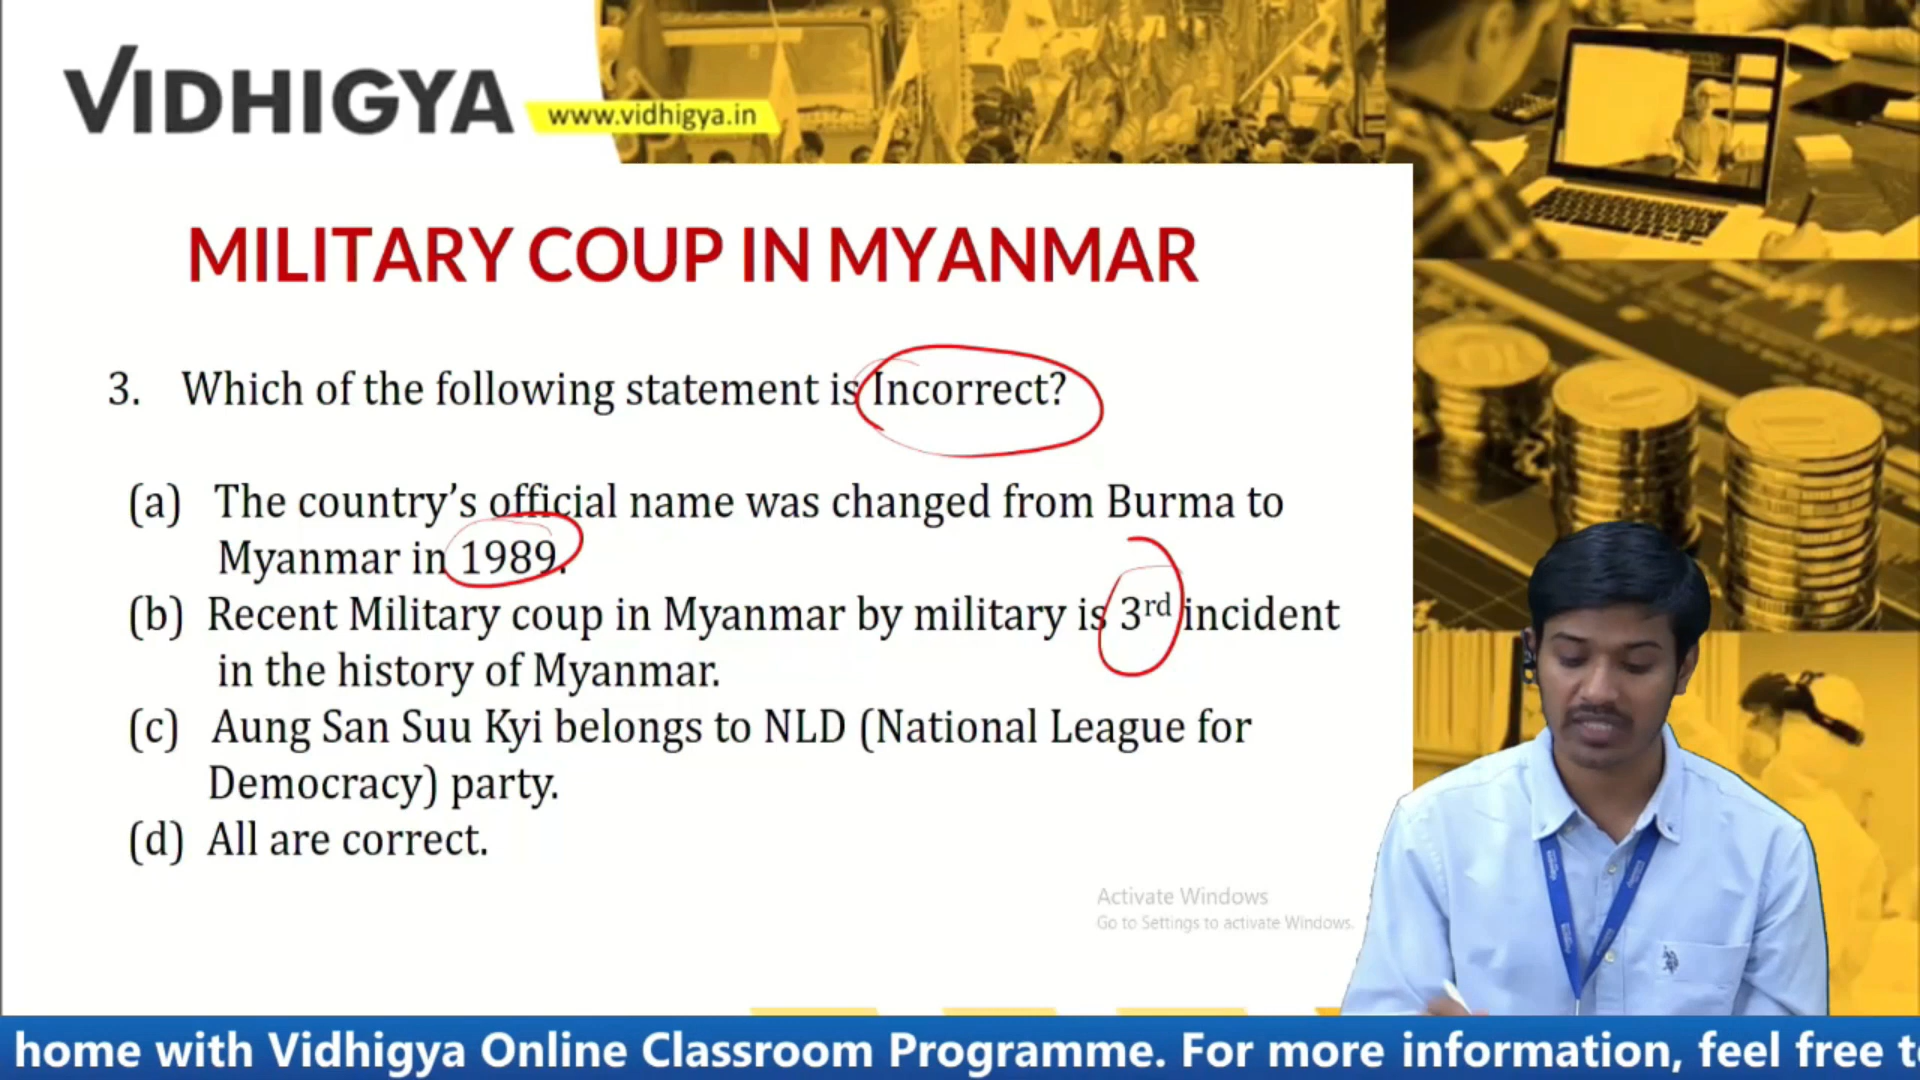 VIDHIGYA
www.vidhigya.in
MILITARY COUP IN MYANMAR
3. Which of the following statement is Incorrect?
(a) The country’s official name was changed from Burma to
Myanmar in 1989.
(b) Recent Military coup in Myanmar by military is 3rd incident
in the history of Myanmar.
(c) Aung San Suu Kyi belongs to NLD (National League for
Democracy) party.
(d) All are correct.
Activate Windows
Go to Settings to activate Windows.
home with Vidhigya Online Classroom Programme. For more information, feel free t